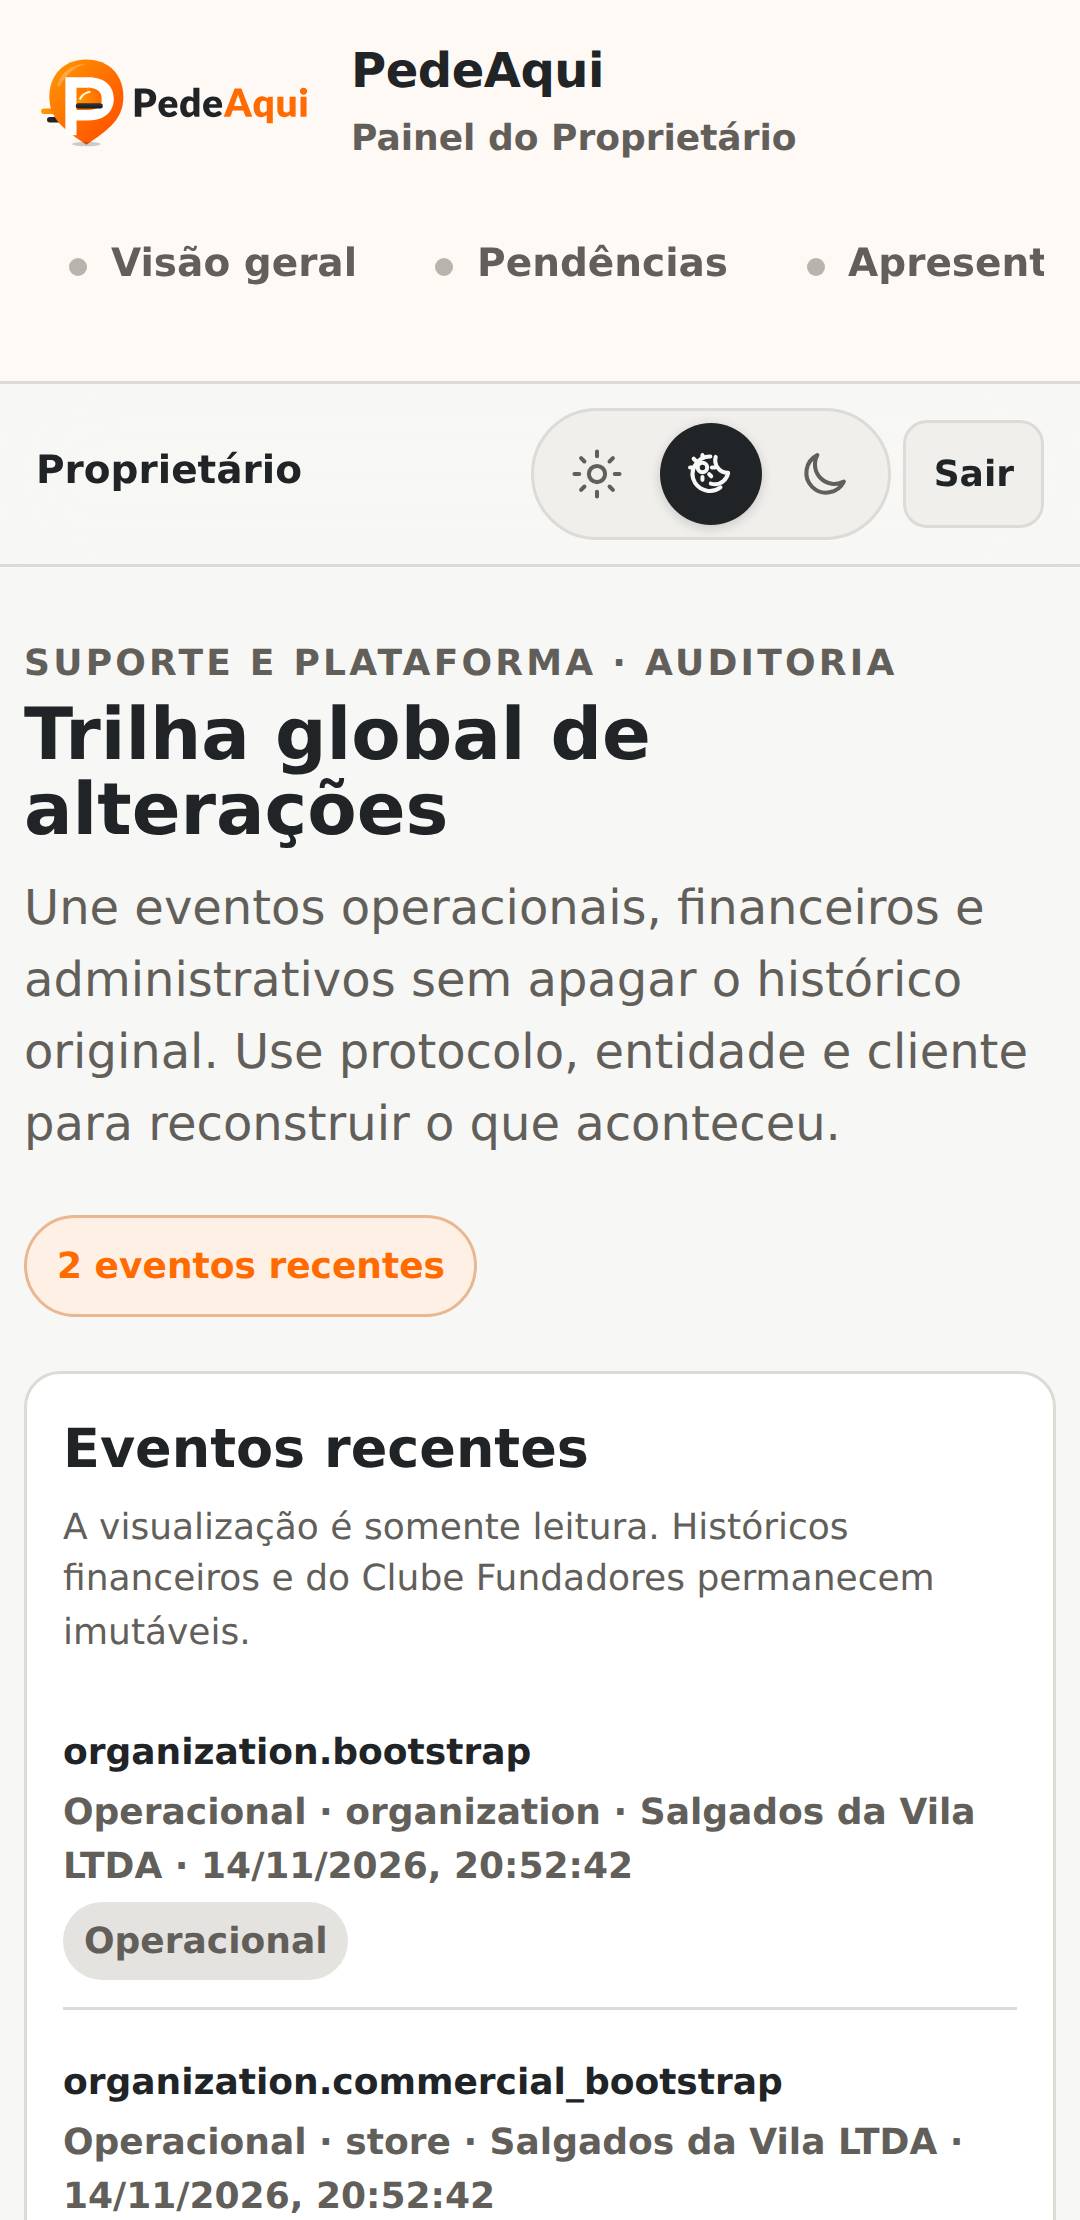 PedeAqui
PedeAqui
Painel do Proprietário
Visão geral
Pendências
Apresent
Proprietário
Sair
SUPORTE E PLATAFORMA · AUDITORIA
Trilha global de
alterações
Une eventos operacionais, financeiros e
administrativos sem apagar o histórico
original. Use protocolo, entidade e cliente
para reconstruir o que aconteceu.
2 eventos recentes
Eventos recentes
A visualização é somente leitura. Históricos
financeiros e do Clube Fundadores permanecem
imutáveis.
organization.bootstrap
Operacional · organization · Salgados da Vila
LTDA · 14/11/2026, 20:52:42
Operacional
organization.commercial_bootstrap
Operacional · store · Salgados da Vila LTDA ·
14/11/2026, 20:52:42